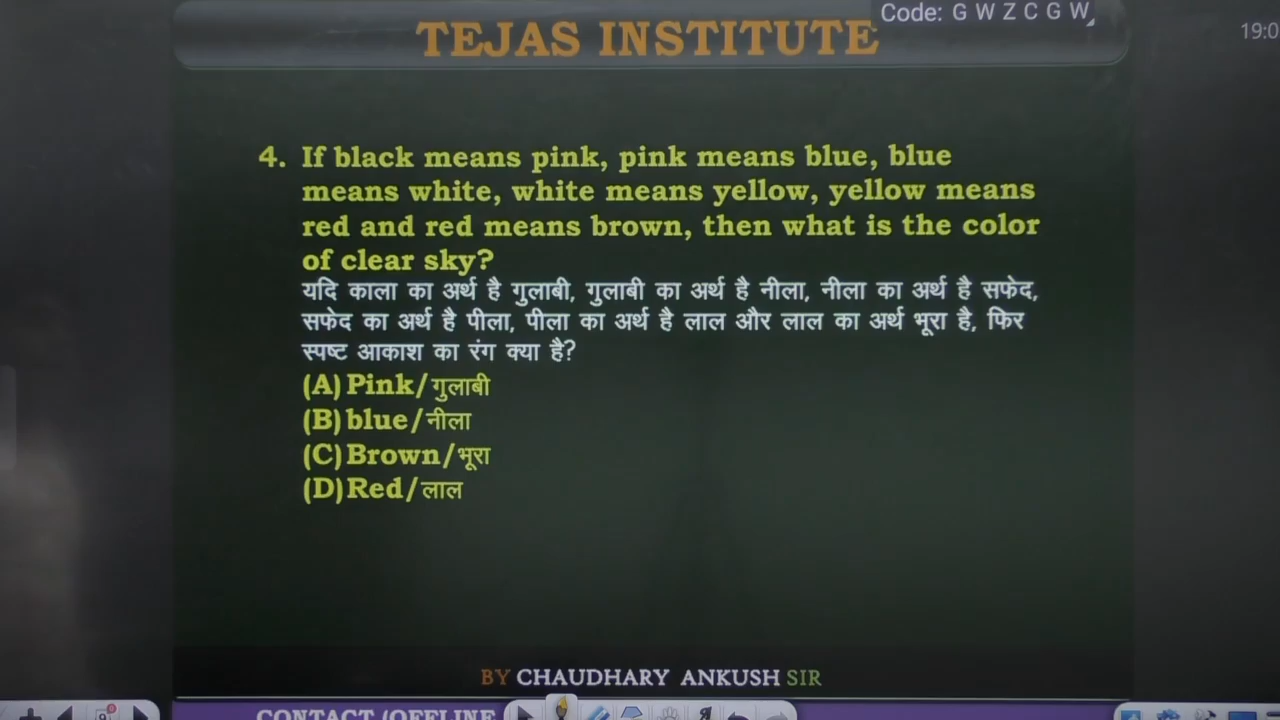 Code: G W Z C G W
19:0
TEJAS INSTITUTE
4. If black means pink, pink means blue, blue
means white, white means yellow, yellow means
red and red means brown, then what is the color
of clear sky?
यदि काला का अर्थ है गुलाबी, गुलाबी का अर्थ है नीला, नीला का अर्थ है सफेद,
सफेद का अर्थ है पीला, पीला का अर्थ है लाल और लाल का अर्थ भूरा है, फिर
स्पष्ट आकाश का रंग क्या है?
(A) Pink/गुलाबी
(B) blue/नीला
(C) Brown/भूरा
(D) Red/लाल
BY CHAUDHARY ANKUSH SIR
CONTACT /OFFLINE